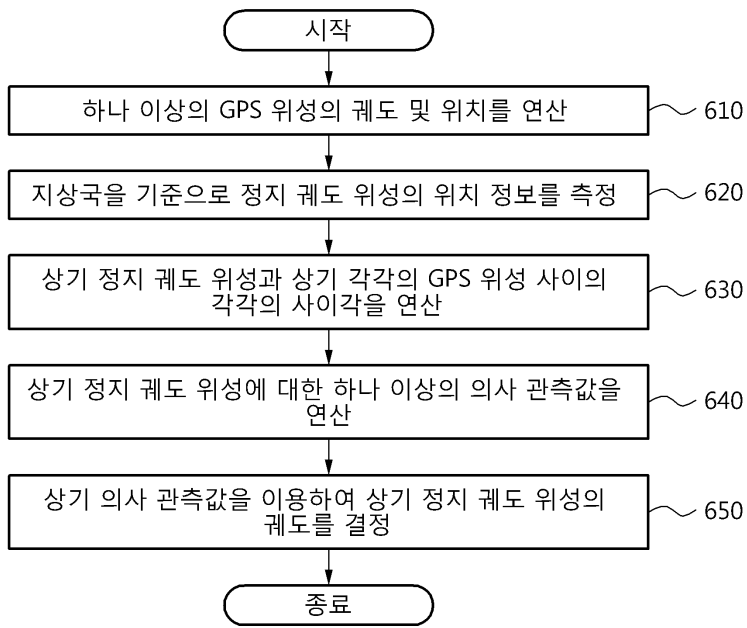 시작
하나 이상의 GPS 위성의 궤도 및 위치를 연산
610
지상국을 기준으로 정지 궤도 위성의 위치 정보를 측정
620
상기 정지 궤도 위성과 상기 각각의 GPS 위성 사이의
각각의 사이각을 연산
630
상기 정지 궤도 위성에 대한 하나 이상의 의사 관측값을
연산
640
상기 의사 관측값을 이용하여 상기 정지 궤도 위성의
궤도를 결정
650
종료